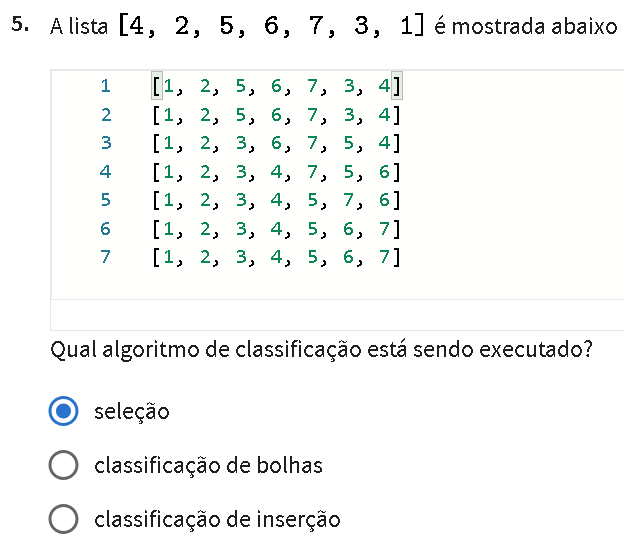 5. A lista [4, 2, 5, 6, 7, 3, 1] é mostrada abaixo
1 [1, 2, 5, 6, 7, 3, 4]
2 [1, 2, 5, 6, 7, 3, 4]
3 [1, 2, 3, 6, 7, 5, 4]
4 [1, 2, 3, 4, 7, 5, 6]
5 [1, 2, 3, 4, 5, 7, 6]
6 [1, 2, 3, 4, 5, 6, 7]
7 [1, 2, 3, 4, 5, 6, 7]
Qual algoritmo de classificação está sendo executado?
seleção
classificação de bolhas
classificação de inserção